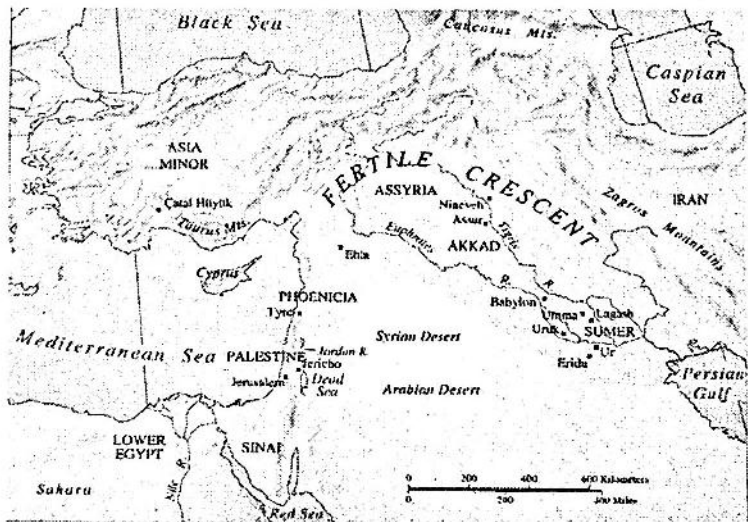 Black Sea
Caucasus Mts.
Caspian
Sea
ASIA
MINOR
FERTILE CRESCENT
ASSYRIA
IRAN
Nineveh
Zagros Mountains
Çatal Hüyük
Assur
Taurus Mts.
Tigris R.
Euphrates R.
AKKAD
Ebla
Cyprus
PHOENICIA
Babylon
Tyre
Umma
Lagash
Uruk
SUMER
Mediterranean Sea
Syrian Desert
Ur
PALESTINE
Jordan R.
Eridu
Jericho
Persian
Gulf
Jerusalem
Dead
Sea
Arabian Desert
LOWER
EGYPT
SINAI
Nile R.
Sahara
Red Sea
0 200 400 600 Kilometers
0 200 400 Miles